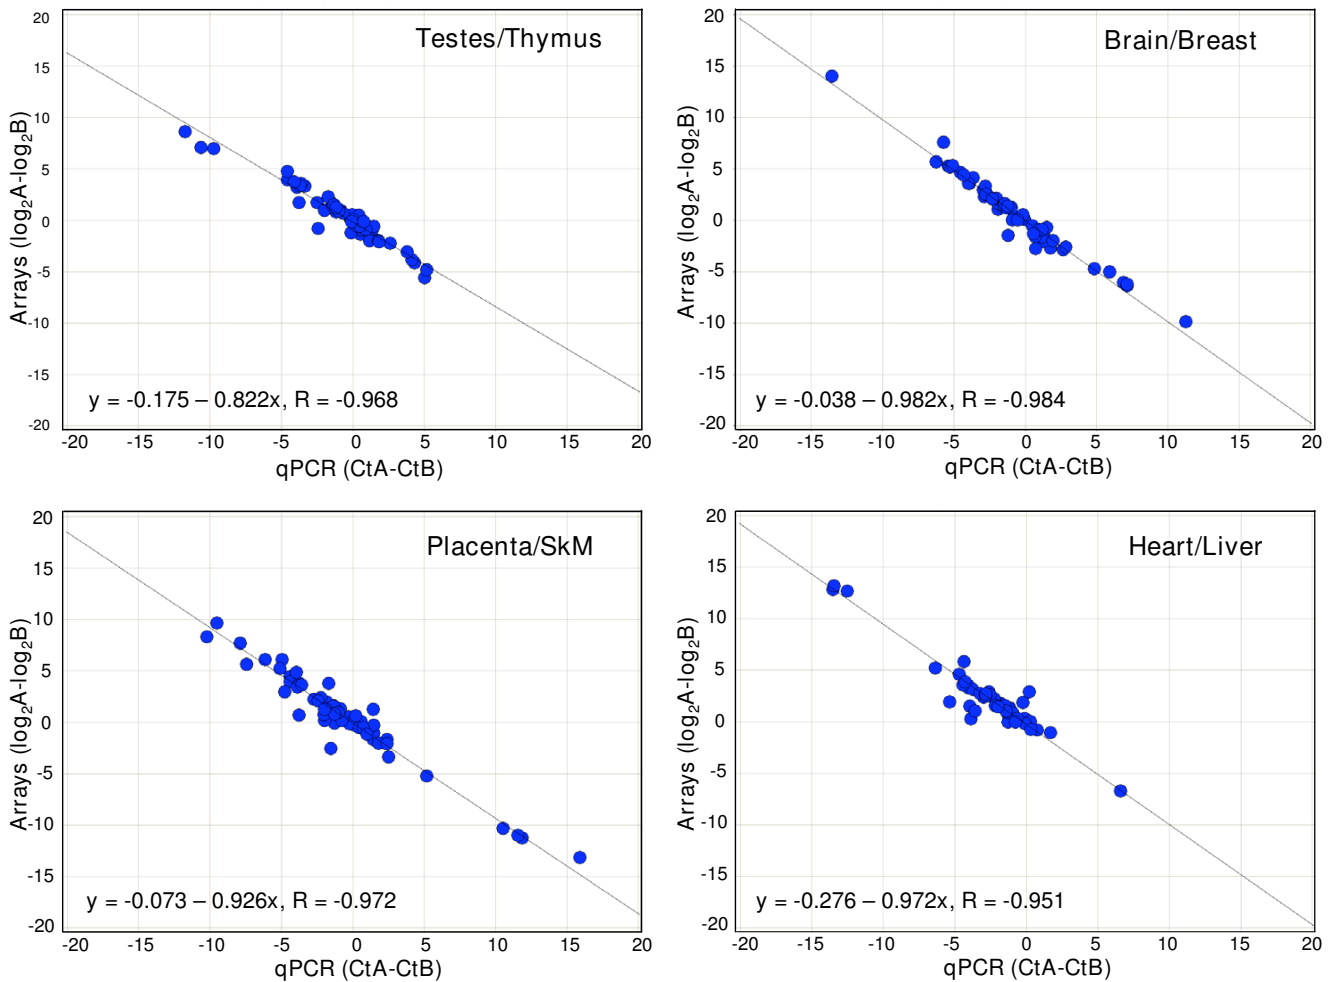 Testes/Thymus
Arrays (log₂A-log₂B)
20
15
10
5
0
-5
-10
-15
-20
y = -0.175 – 0.822x, R = -0.968
-20 -15 -10 -5 0 5 10 15 20
qPCR (CtA-CtB)
Brain/Breast
Arrays (log₂A-log₂B)
20
15
10
5
0
-5
-10
-15
-20
y = -0.038 – 0.982x, R = -0.984
-20 -15 -10 -5 0 5 10 15 20
qPCR (CtA-CtB)
Placenta/SkM
Arrays (log₂A-log₂B)
20
15
10
5
0
-5
-10
-15
-20
y = -0.073 – 0.926x, R = -0.972
-20 -15 -10 -5 0 5 10 15 20
qPCR (CtA-CtB)
Heart/Liver
Arrays (log₂A-log₂B)
20
15
10
5
0
-5
-10
-15
-20
y = -0.276 – 0.972x, R = -0.951
-20 -15 -10 -5 0 5 10 15 20
qPCR (CtA-CtB)